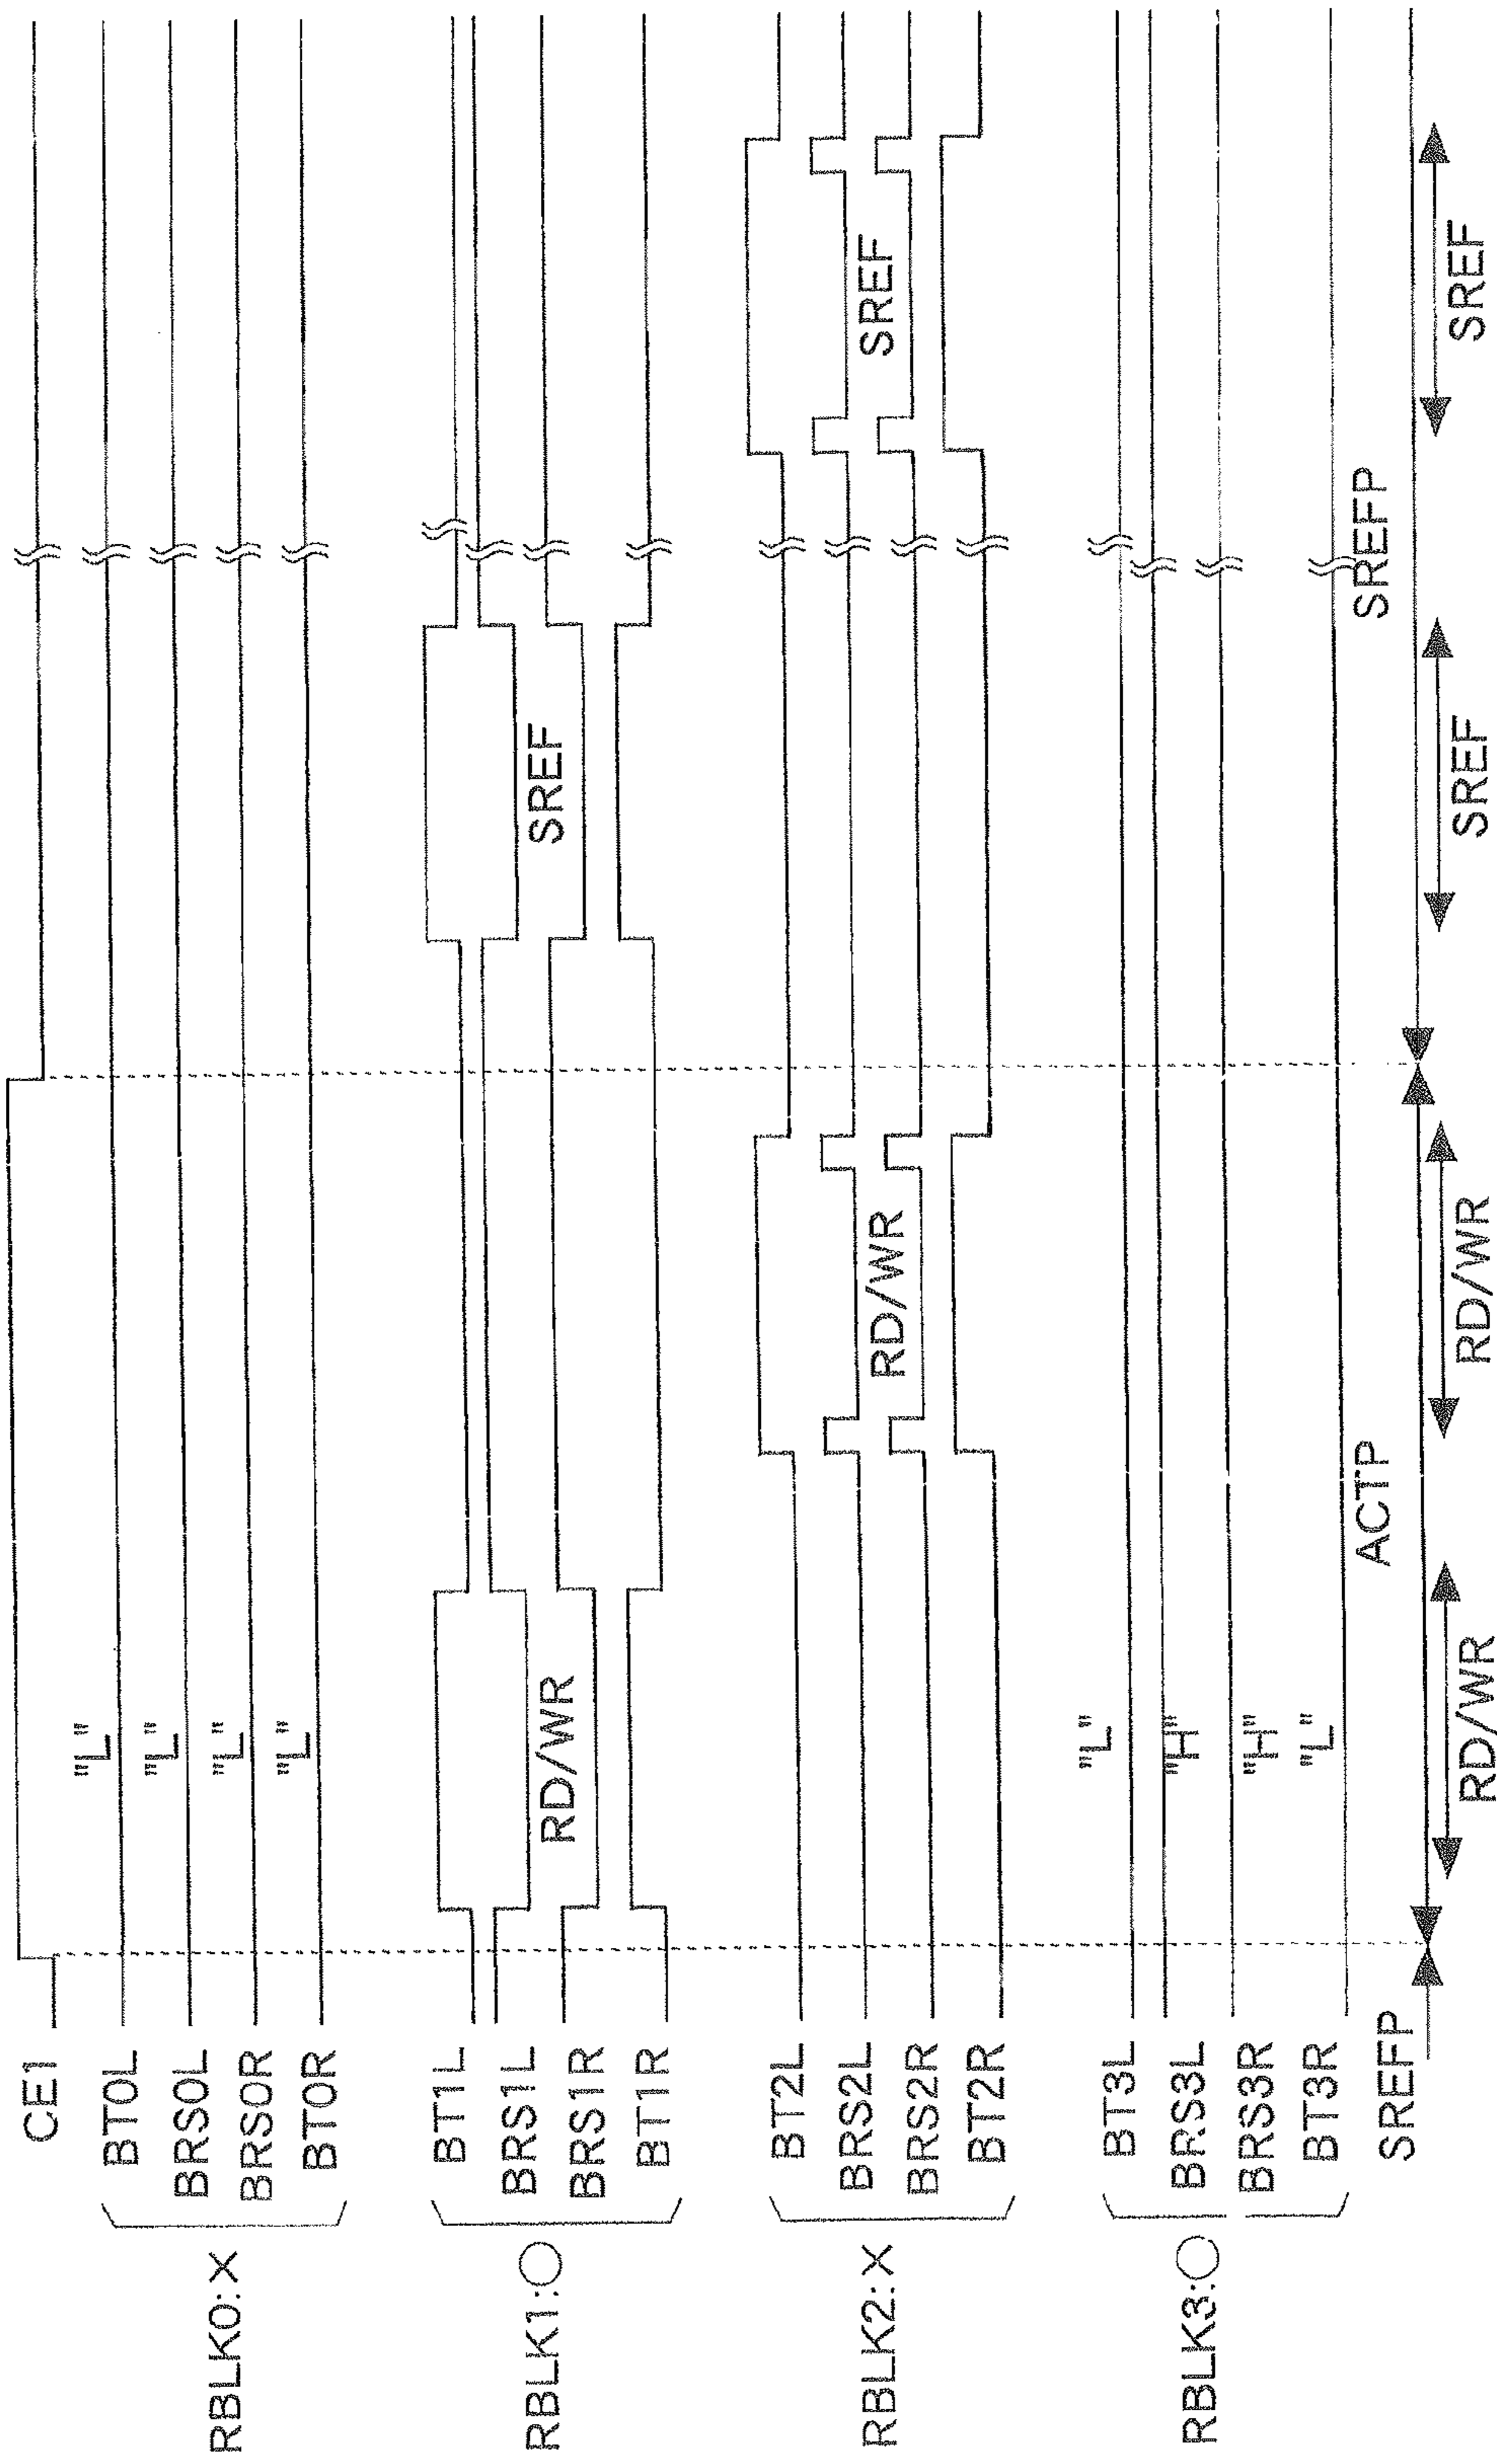 CE1
RBLK0:×
BT0L "L"
BRS0L "L"
BRS0R "L"
BT0R "L"
RBLK1:○
BT1L
BRS1L
RD/WR SREF
BRS1R
BT1R
RBLK2:×
BT2L
BRS2L
RD/WR SREF
BRS2R
BT2R
RBLK3:○
BT3L "L"
BRS3L "H"
BRS3R "H"
BT3R "L"
SREFP ACTP SREFP
RD/WR RD/WR SREF SREF